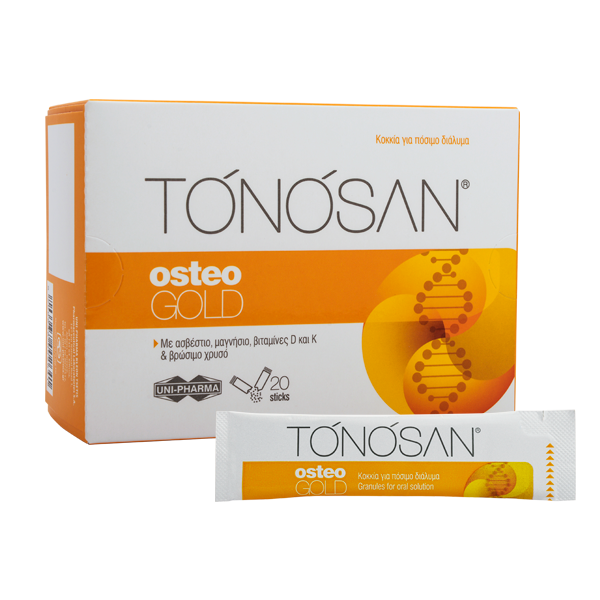 Κοκκία για πόσιμο διάλυμα
TÓNÓSAN®
osteo
GOLD
Με ασβέστιο, μαγνήσιο, βιταμίνες D και K
& βρώσιμο χρυσό
UNI-PHARMA
20
sticks
TÓNÓSAN®
osteo
GOLD
Κοκκία για πόσιμο διάλυμα
Granules for oral solution